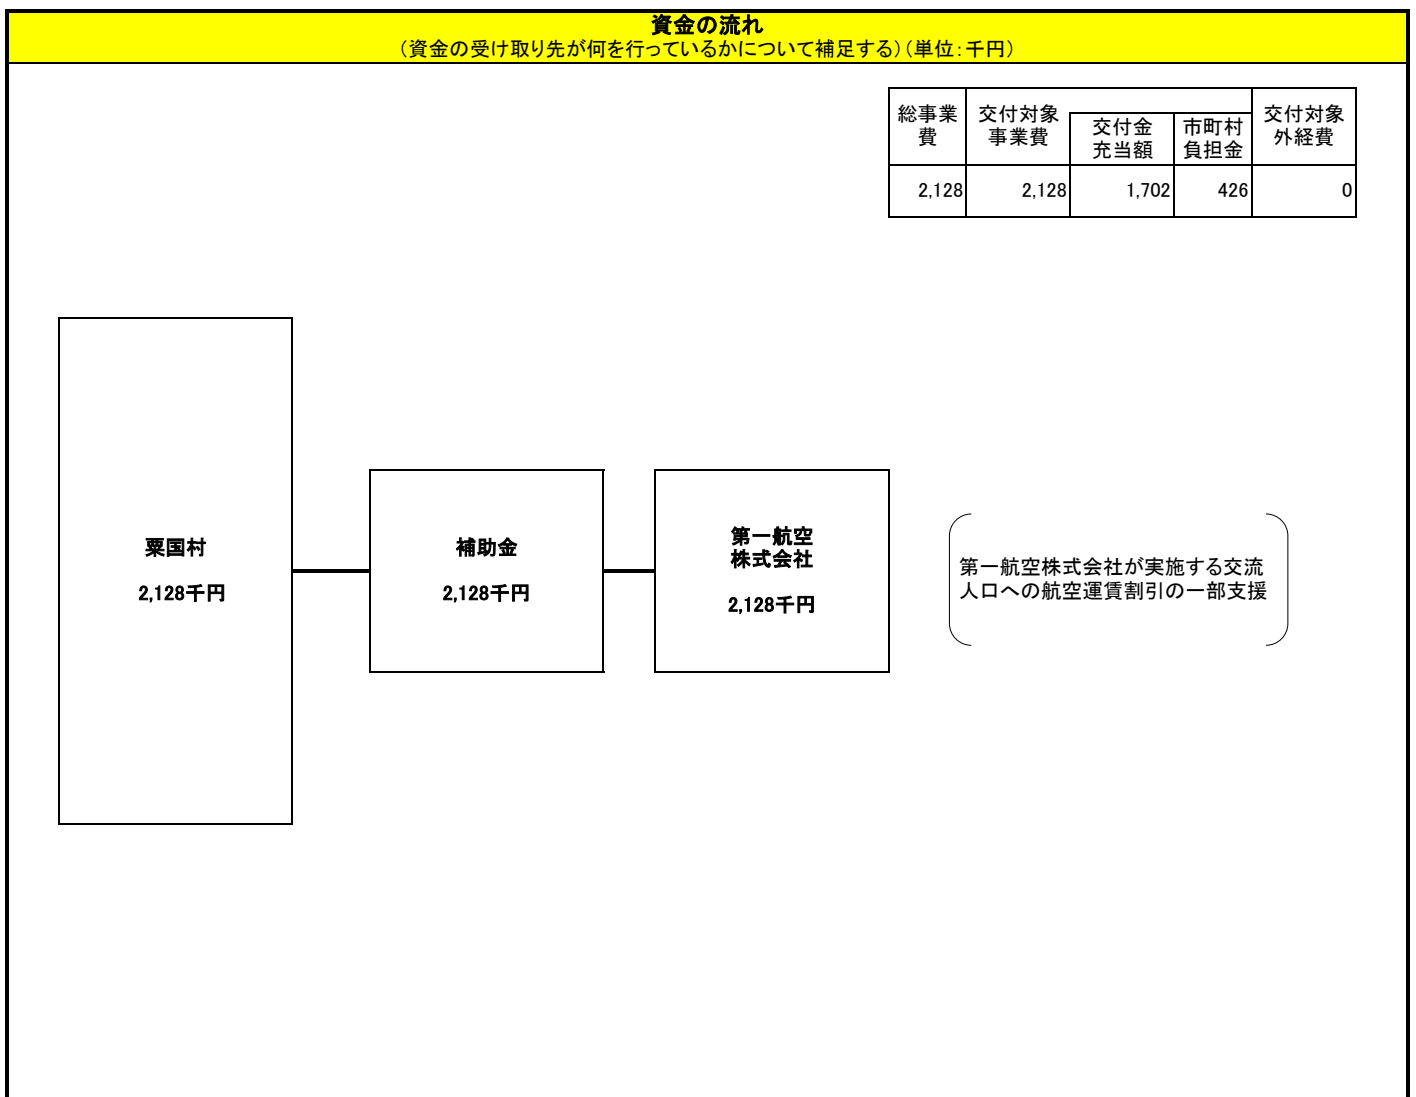 資金の流れ
（資金の受け取り先が何を行っているかについて補足する）（単位：千円）
総事業
費
交付対象
事業費
交付金
充当額
市町村
負担金
交付対象
外経費
2,128
2,128
1,702
426
0
粟国村
2,128千円
補助金
2,128千円
第一航空
株式会社
2,128千円
第一航空株式会社が実施する交流
人口への航空運賃割引の一部支援